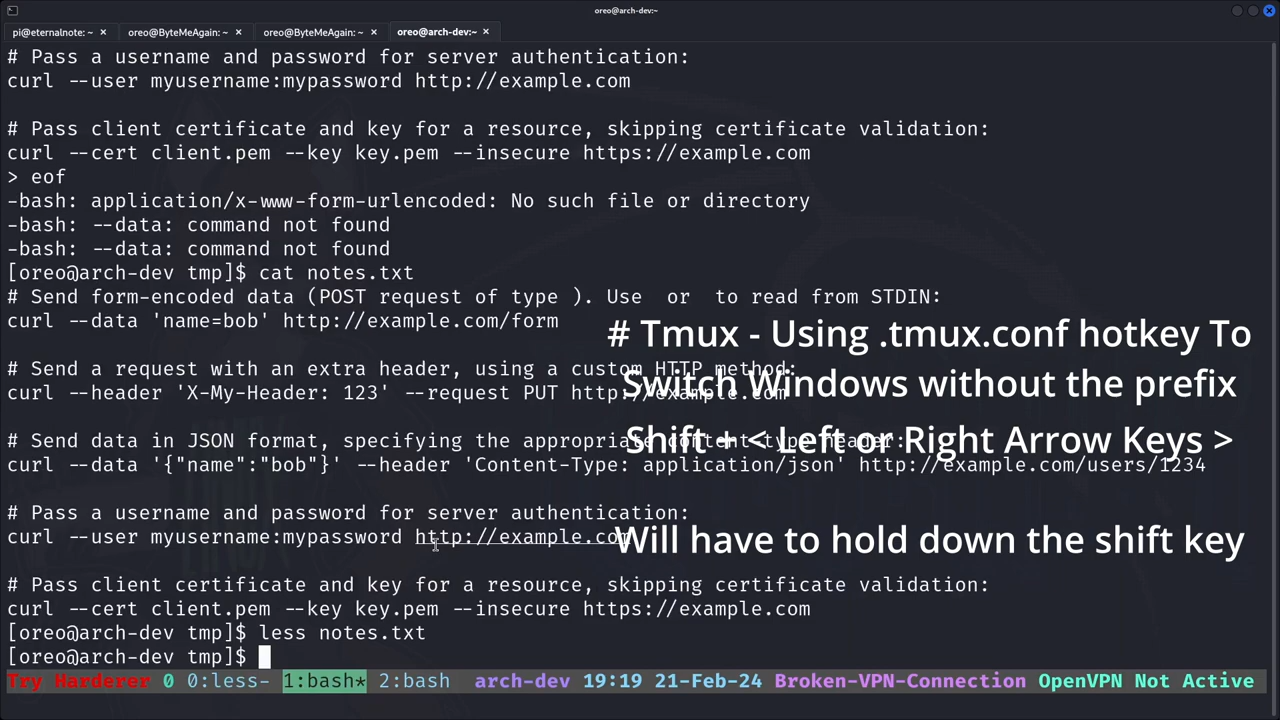 oreo@arch-dev:~
pi@eternalnote: ~ ×
oreo@ByteMeAgain: ~ ×
oreo@ByteMeAgain: ~ ×
oreo@arch-dev:~ ×
# Pass a username and password for server authentication:
curl --user myusername:mypassword http://example.com
# Pass client certificate and key for a resource, skipping certificate validation:
curl --cert client.pem --key key.pem --insecure https://example.com
> eof
-bash: application/x-www-form-urlencoded: No such file or directory
-bash: --data: command not found
-bash: --data: command not found
[oreo@arch-dev tmp]$ cat notes.txt
# Send form-encoded data (POST request of type ). Use  or  to read from STDIN:
curl --data 'name=bob' http://example.com/form
# Send a request with an extra header, using a custom HTTP method:
curl --header 'X-My-Header: 123' --request PUT http://example.com
# Send data in JSON format, specifying the appropriate content type header:
curl --data '{"name":"bob"}' --header 'Content-Type: application/json' http://example.com/users/1234
# Pass a username and password for server authentication:
curl --user myusername:mypassword http://example.com
# Pass client certificate and key for a resource, skipping certificate validation:
curl --cert client.pem --key key.pem --insecure https://example.com
[oreo@arch-dev tmp]$ less notes.txt
[oreo@arch-dev tmp]$
# Tmux - Using .tmux.conf hotkey To
Switch Windows without the prefix
Shift + < Left or Right Arrow Keys >
Will have to hold down the shift key
Try Harderer 0 0:less- 1:bash* 2:bash arch-dev 19:19 21-Feb-24 Broken-VPN-Connection OpenVPN Not Active